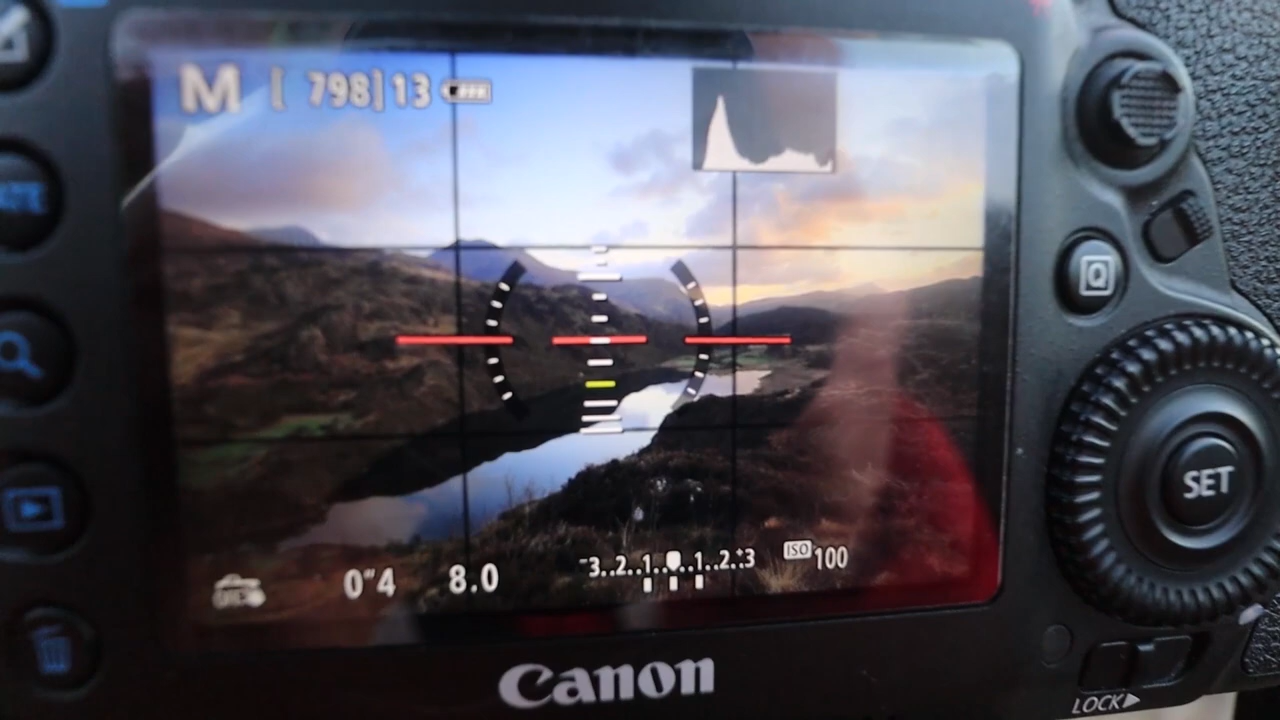 M [ 798] 13
Q
SET
0"4 8.0 -3..2..1..0..1..2..+3 ISO 100
Canon
LOCK▶